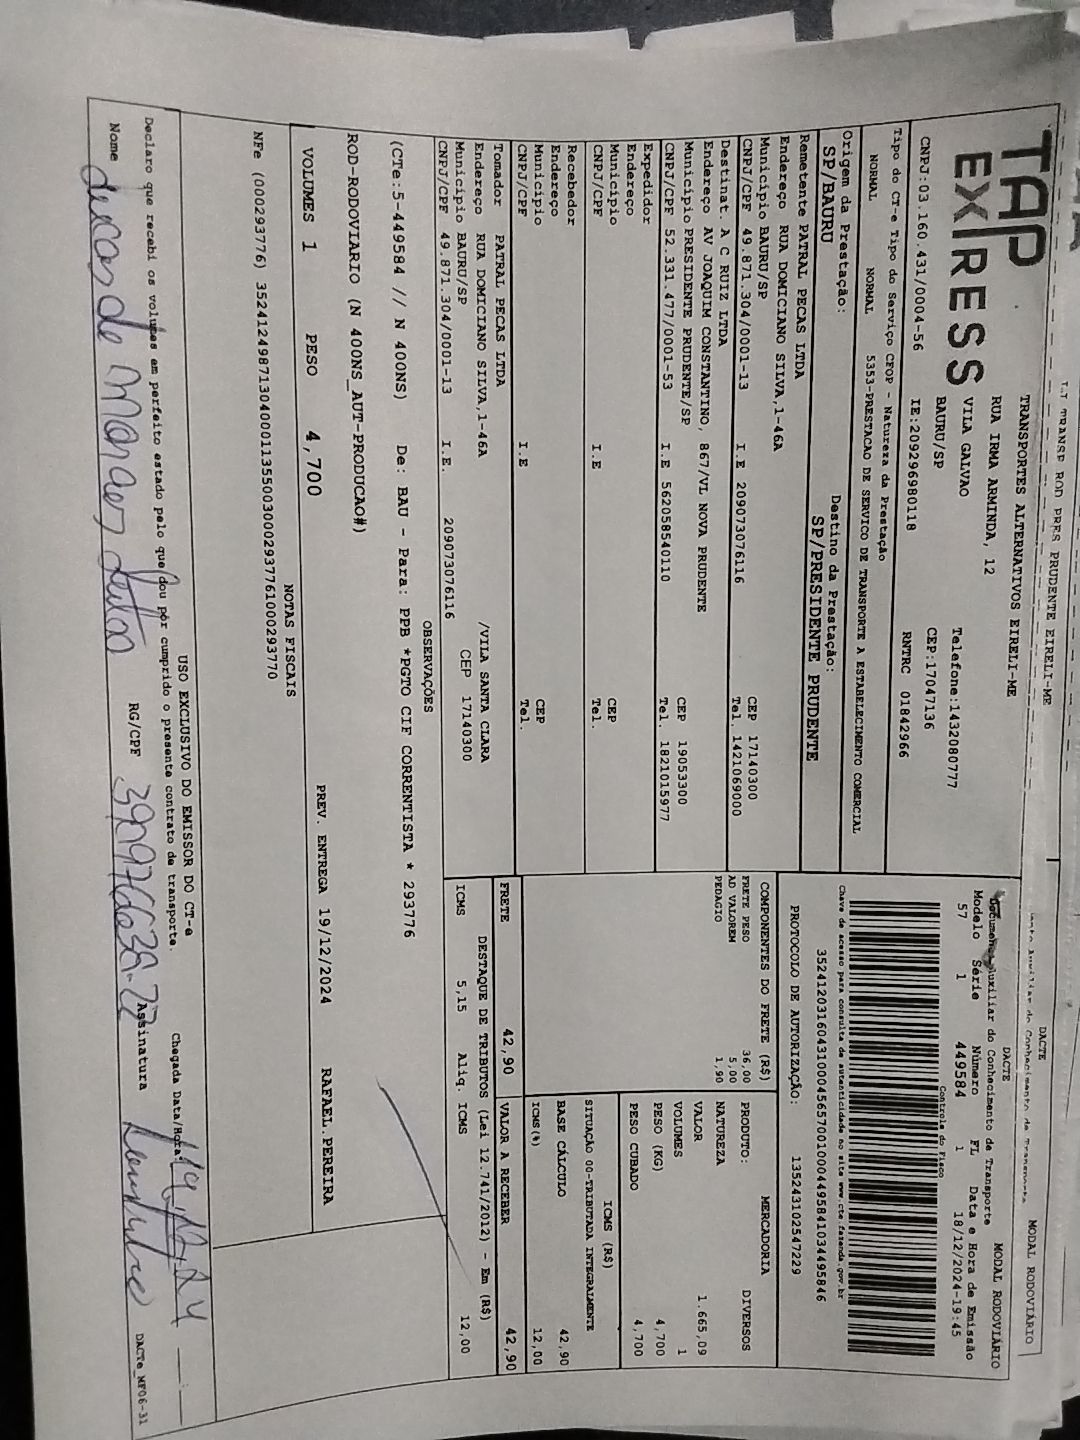 TRANSP ROD PRES PRUDENTE EIRELI-ME
DACTE
MODAL RODOVIÁRIO
TAP
EXPRESS
TRANSPORTES ALTERNATIVOS EIRELI-ME
RUA IRMA ARMINDA, 12
VILA GALVAO
BAURU/SP
Telefone:1432080777
CEP:17047136
CNPJ:03.160.431/0004-56 IE:209296980118 RNTRC 01842966
DACTE MODAL RODOVIÁRIO
Documento Auxiliar do Conhecimento de Transporte
Modelo Série Número FL Data e Hora de Emissão
57 1 449584 1 18/12/2024-19:45
Controle do Fisco
Chave de acesso para consulta de autenticidade no site www.cte.fazenda.gov.br
35241203160431000456570010004495841034495846
PROTOCOLO DE AUTORIZAÇÃO: 135243102547229
Tipo do CT-e Tipo do Serviço CFOP - Natureza da Prestação
NORMAL NORMAL 5353-PRESTACAO DE SERVICO DE TRANSPORTE A ESTABELECIMENTO COMERCIAL
Origem da Prestação: Destino da Prestação:
SP/BAURU SP/PRESIDENTE PRUDENTE
Remetente PATRAL PECAS LTDA
Endereço RUA DOMICIANO SILVA,1-46A
Município BAURU/SP CEP 17140300
CNPJ/CPF 49.871.304/0001-13 I.E 209073076116 Tel. 1421069000
Destinat. A C RUIZ LTDA
Endereço AV JOAQUIM CONSTANTINO, 867/VL NOVA PRUDENTE
Município PRESIDENTE PRUDENTE/SP CEP 19053300
CNPJ/CPF 52.331.477/0001-53 I.E 562058540110 Tel. 1821015977
Expedidor
Endereço
Município CEP
CNPJ/CPF I.E Tel.
Recebedor
Endereço
Município CEP
CNPJ/CPF I.E Tel.
Tomador PATRAL PECAS LTDA
Endereço RUA DOMICIANO SILVA,1-46A /VILA SANTA CLARA
Município BAURU/SP CEP 17140300
CNPJ/CPF 49.871.304/0001-13 I.E 209073076116
COMPONENTES DO FRETE (R$)
FRETE PESO 36,00
AD VALOREM 5,00
PEDAGIO 1,90
MERCADORIA
PRODUTO: DIVERSOS
NATUREZA
VALOR 1.665,09
VOLUMES 1
PESO (KG) 4,700
PESO CUBADO 4,700
ICMS (R$)
SITUAÇÃO 00-TRIBUTADA INTEGRALMENTE
BASE CÁLCULO 42,90
ICMS(%) 12,00
FRETE 42,90 VALOR A RECEBER 42,90
DESTAQUE DE TRIBUTOS (Lei 12.741/2012) - Em (R$)
ICMS 5,15 Aliq. ICMS 12,00
OBSERVAÇÕES
(CTe:5-449584 // N 400NS) De: BAU - Para: PPB *PGTO CIF CORRENTISTA * 293776
ROD-RODOVIARIO (N 400NS_AUT-PRODUCAO#)
VOLUMES 1 PESO 4,700 PREV. ENTREGA 19/12/2024 RAFAEL.PEREIRA
NOTAS FISCAIS
NFe (000293776) 35241249871304000113550030002937761000293770
USO EXCLUSIVO DO EMISSOR DO CT-e
Declaro que recebi os volumes em perfeito estado pelo que dou pôr cumprido o presente contrato de transporte.
Chegada Data/Hora: 19.12.24
Nome RG/CPF Assinatura
DACTe_MF06-31